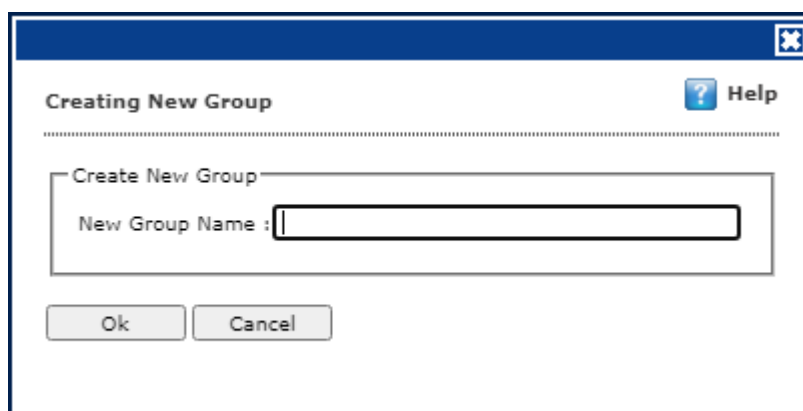 Creating New Group
? Help
Create New Group
New Group Name :
Ok Cancel